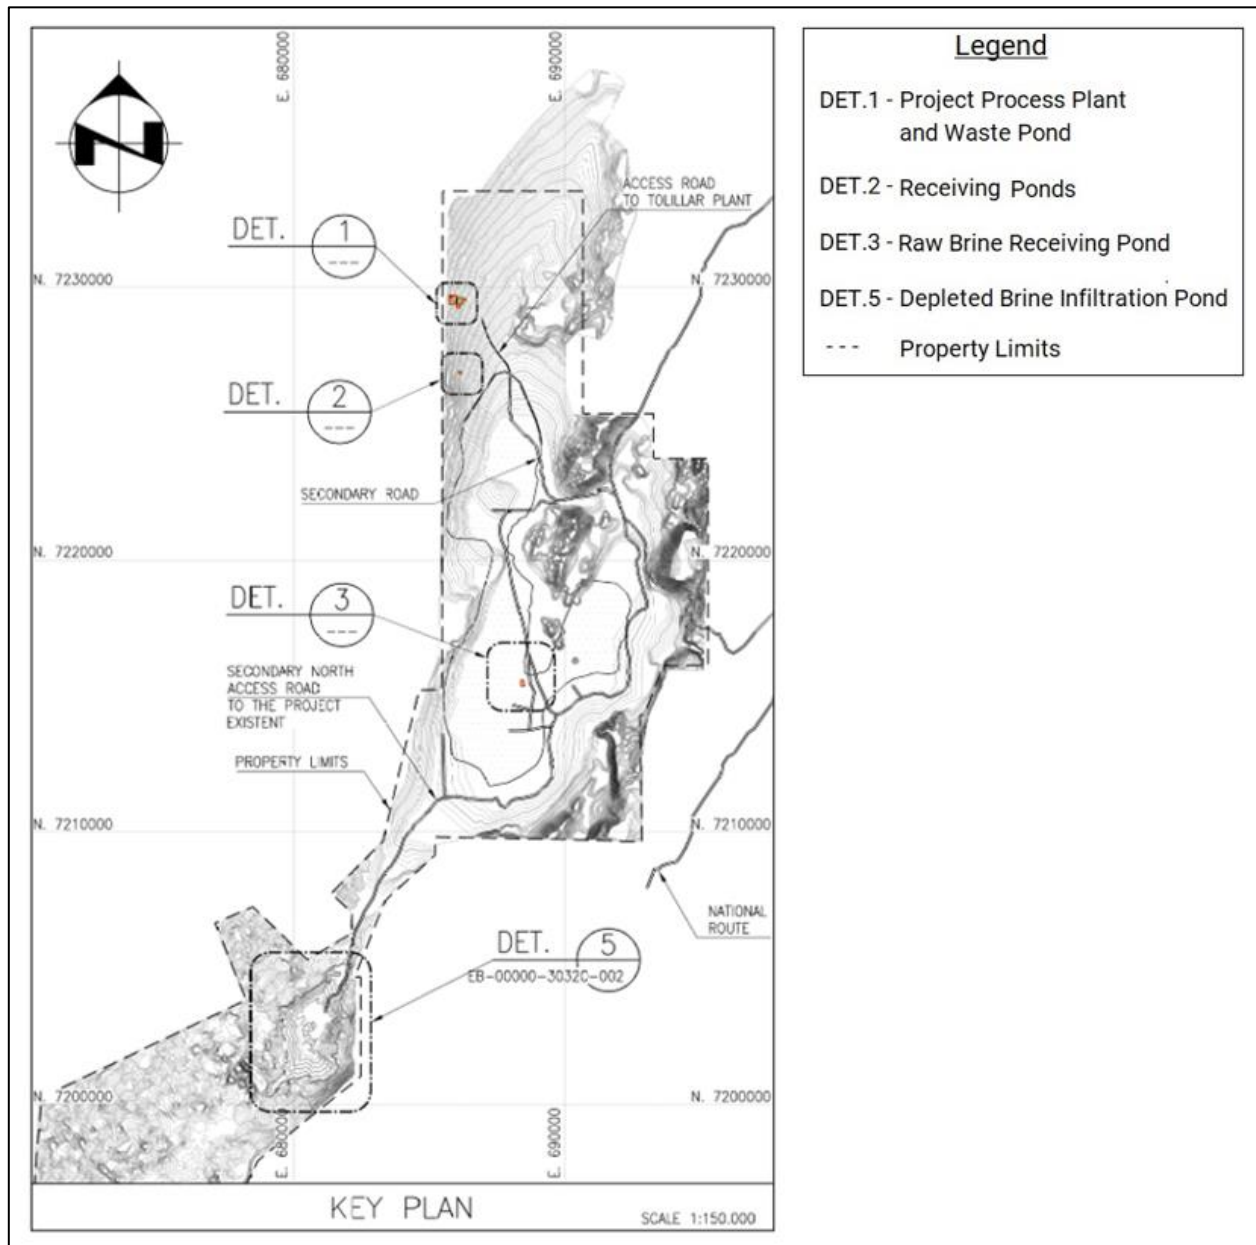 E. 680000
E. 690000
N
ACCESS ROAD
TO TOLILLAR PLANT
DET. 1
---
N. 7230000
N. 7230000
DET. 2
---
SECONDARY ROAD
N. 7220000
N. 7220000
DET. 3
---
SECONDARY NORTH
ACCESS ROAD
TO THE PROJECT
EXISTENT
PROPERTY LIMITS
N. 7210000
N. 7210000
NATIONAL
ROUTE
DET. 5
EB-00000-30320-002
N. 7200000
N. 7200000
E. 680000
E. 690000
KEY PLAN
SCALE 1:150.000
Legend
DET.1 - Project Process Plant
and Waste Pond
DET.2 - Receiving Ponds
DET.3 - Raw Brine Receiving Pond
DET.5 - Depleted Brine Infiltration Pond
--- Property Limits